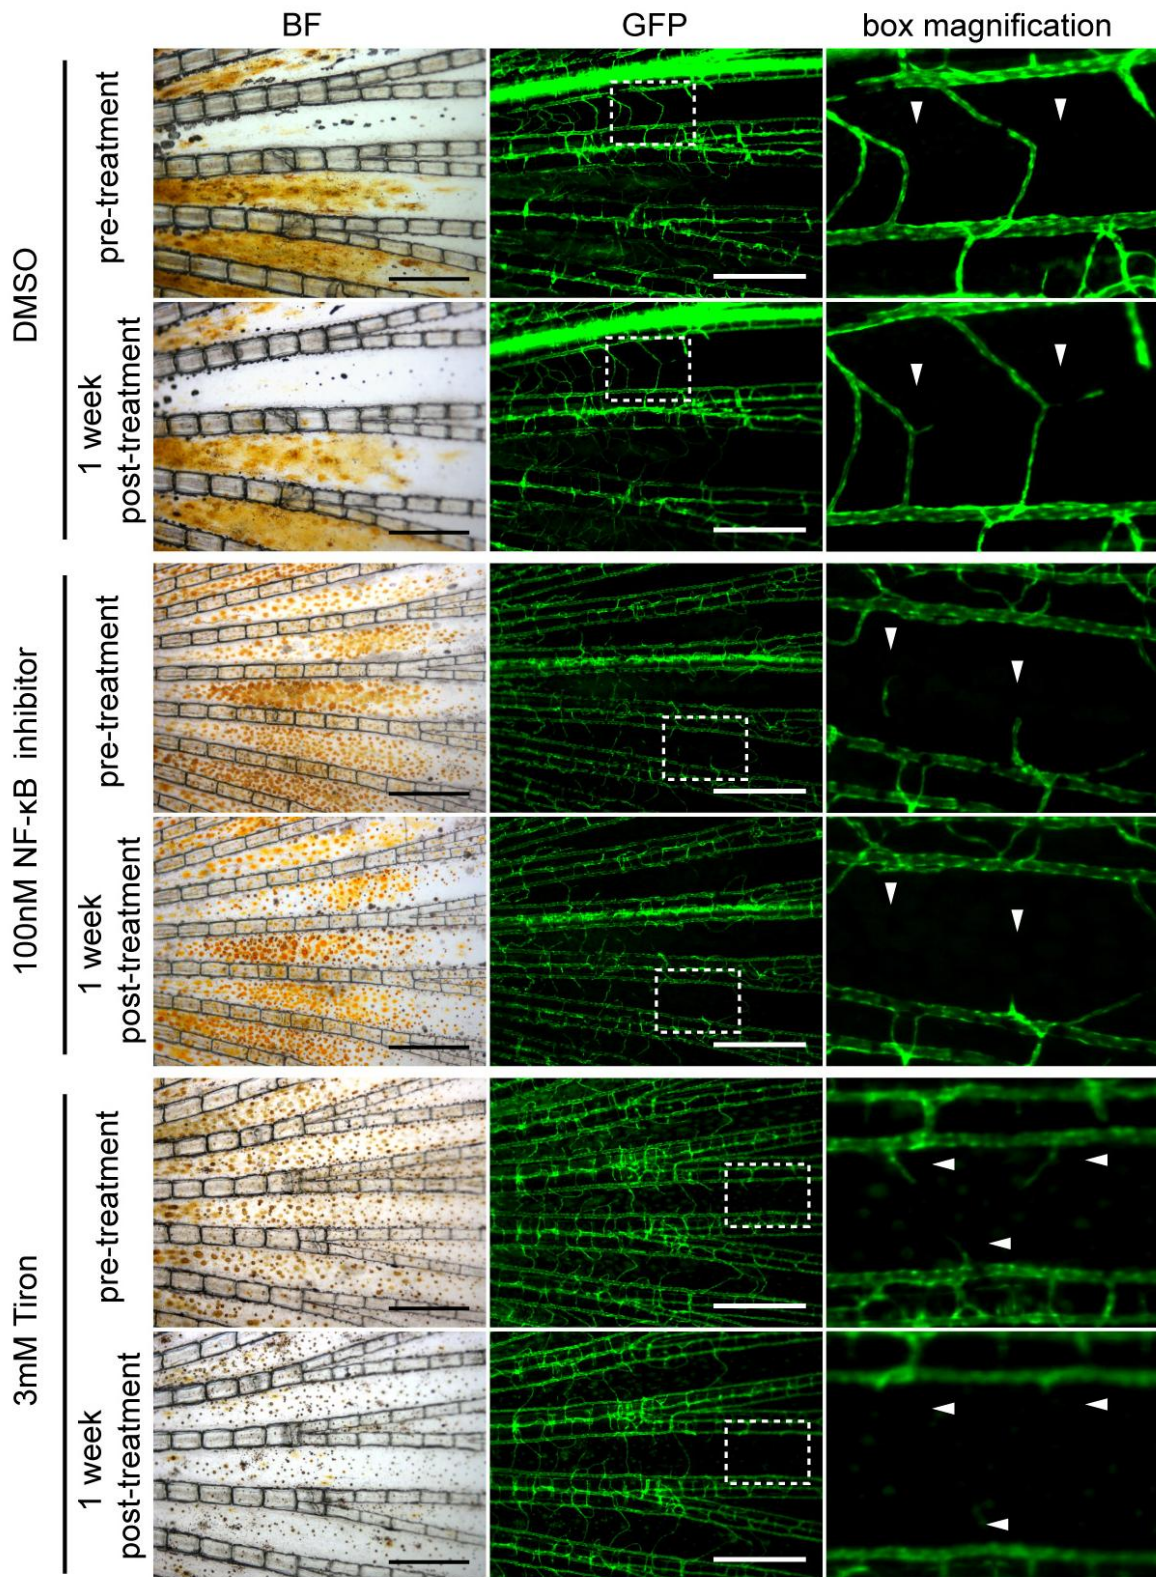 BF
GFP
box magnification
DMSO
pre-treatment
1 week
post-treatment
100nM NF-κB inhibitor
pre-treatment
1 week
post-treatment
3mM Tiron
pre-treatment
1 week
post-treatment